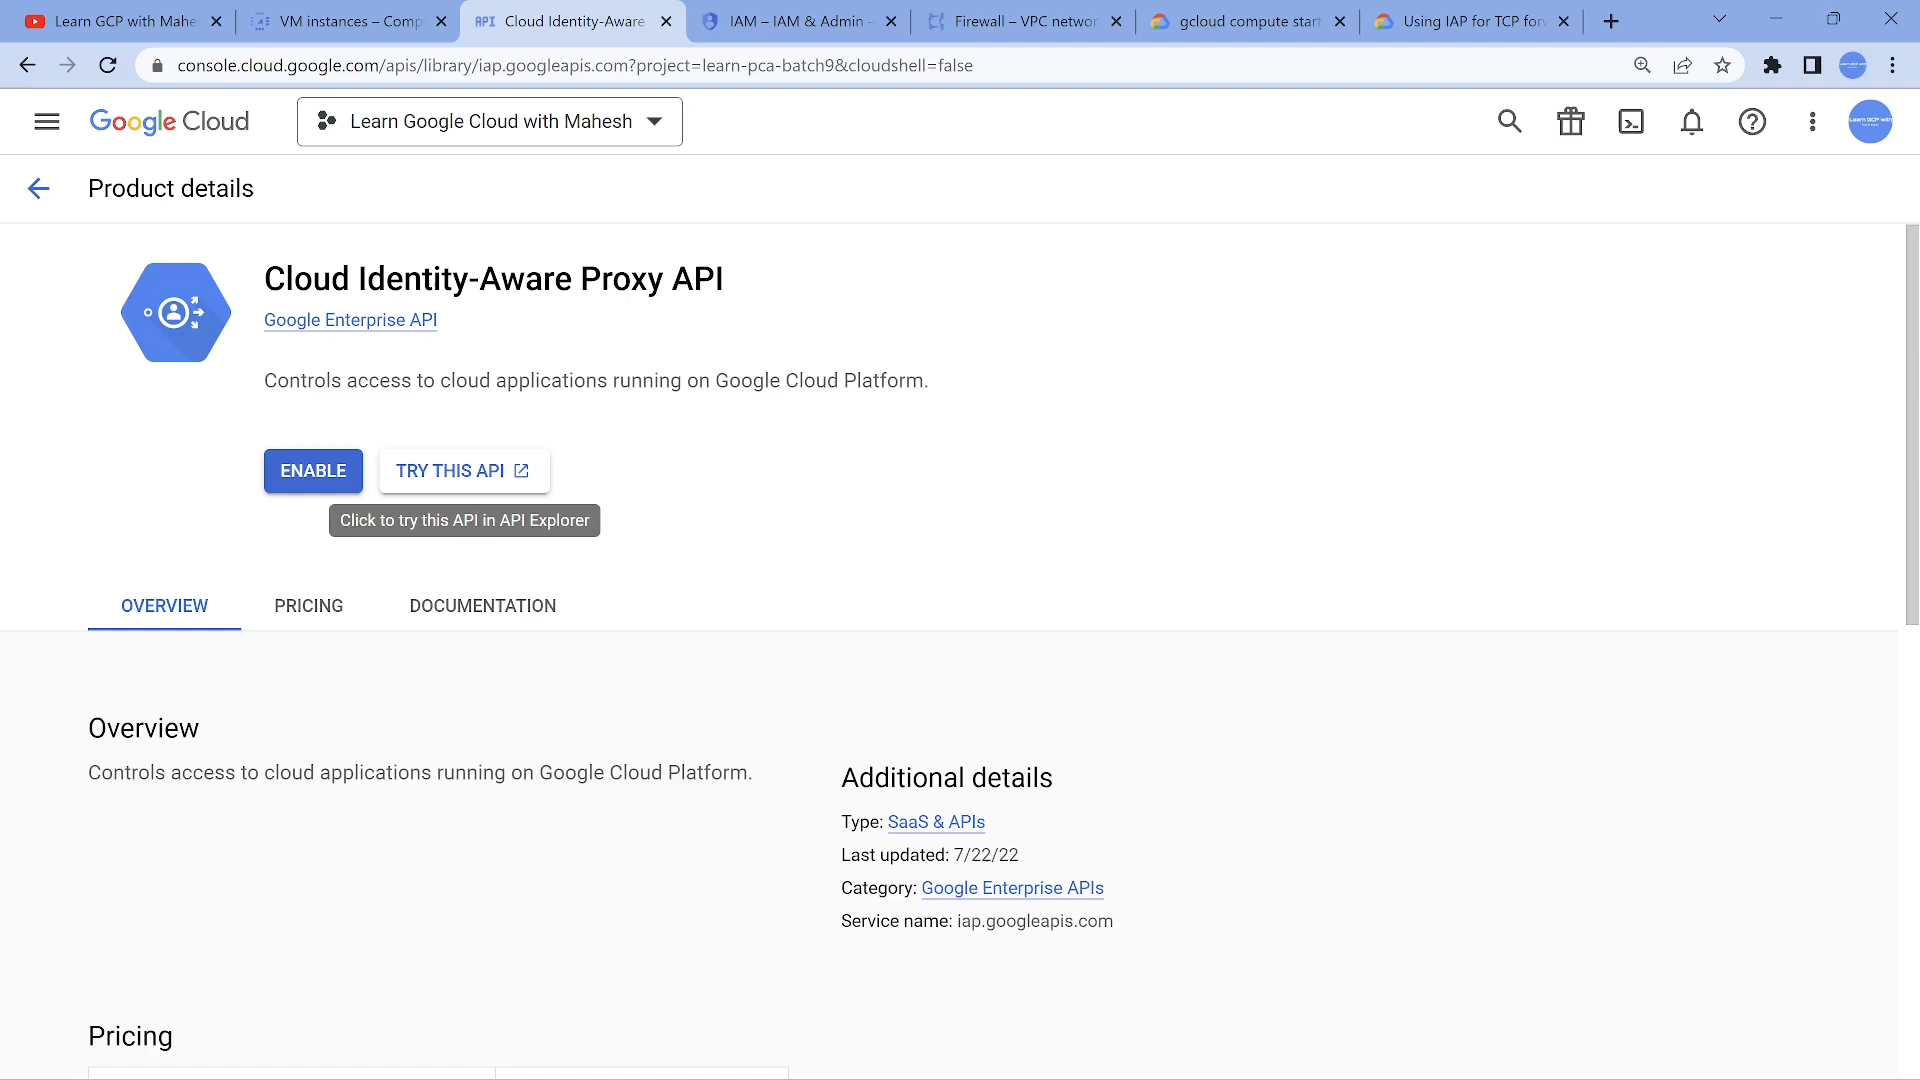 Learn GCP with Mahe
VM instances – Comp
API Cloud Identity-Aware
IAM – IAM & Admin –
Firewall – VPC networ
gcloud compute start
Using IAP for TCP for
console.cloud.google.com/apis/library/iap.googleapis.com?project=learn-pca-batch9&cloudshell=false
Google Cloud
Learn Google Cloud with Mahesh
Product details
Cloud Identity-Aware Proxy API
Google Enterprise API
Controls access to cloud applications running on Google Cloud Platform.
ENABLE
TRY THIS API
Click to try this API in API Explorer
OVERVIEW
PRICING
DOCUMENTATION
Overview
Controls access to cloud applications running on Google Cloud Platform.
Additional details
Type: SaaS & APIs
Last updated: 7/22/22
Category: Google Enterprise APIs
Service name: iap.googleapis.com
Pricing